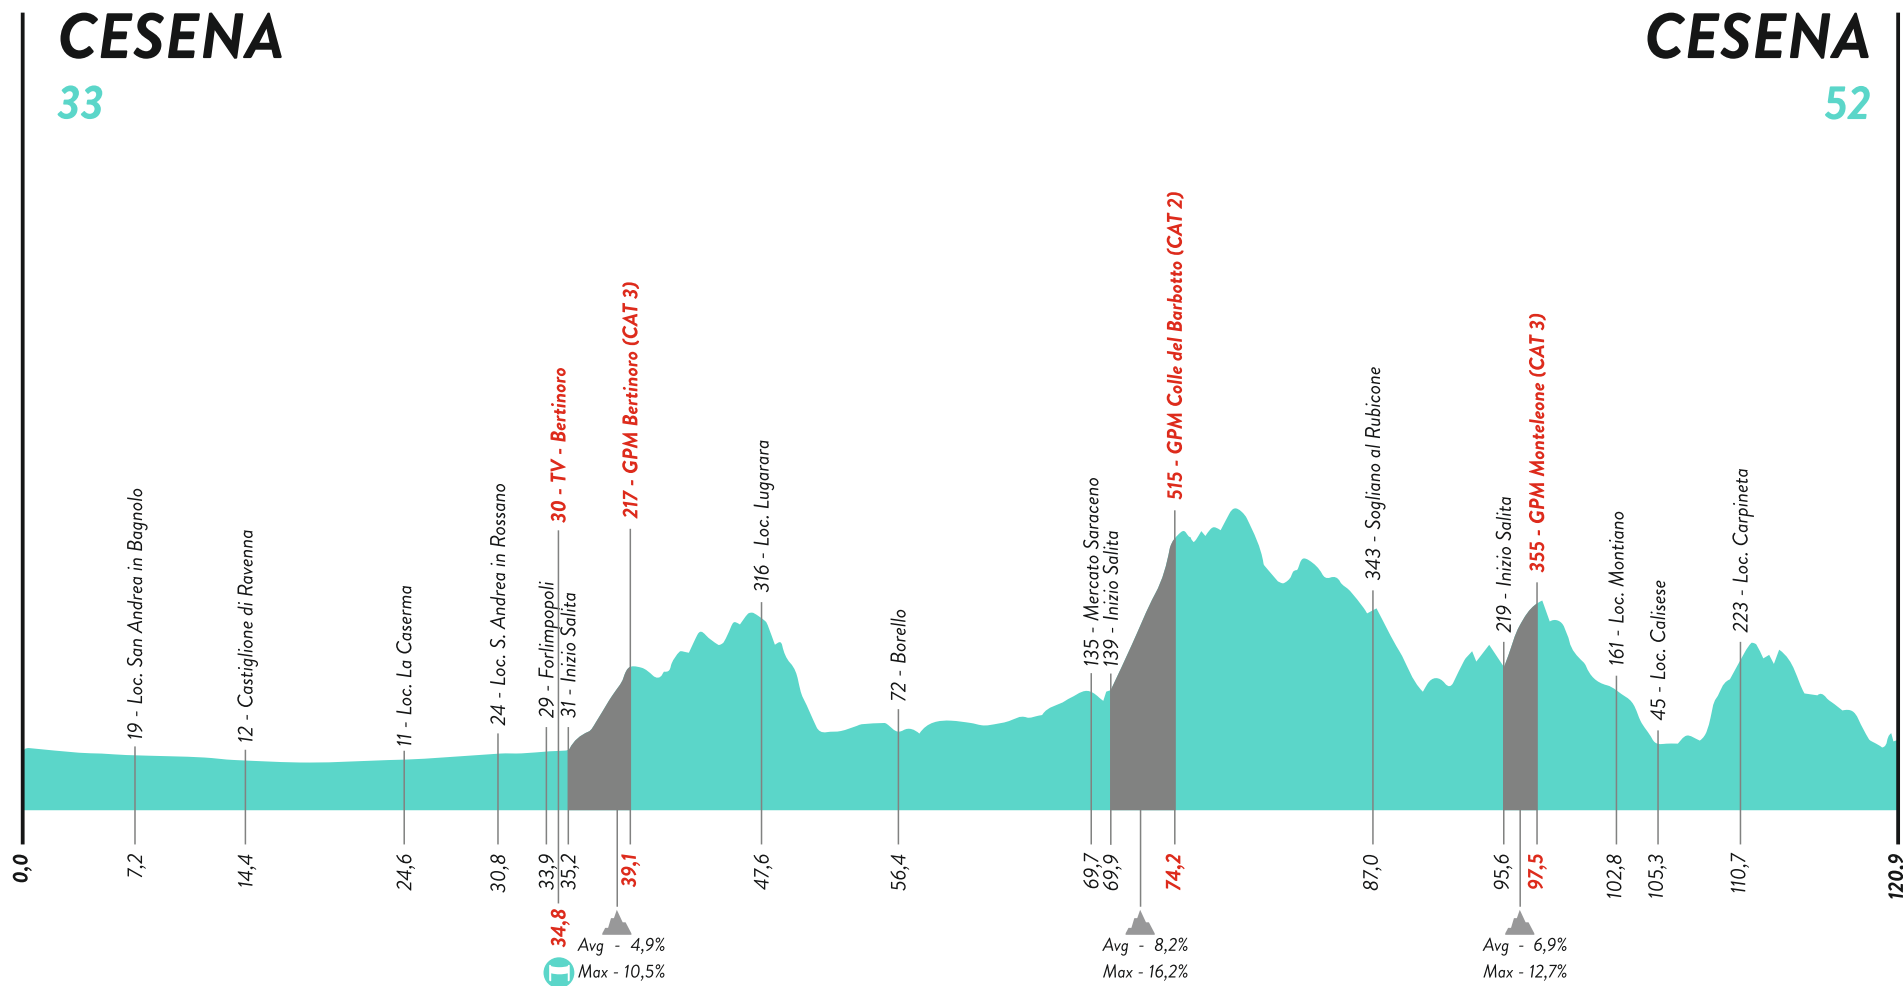 CESENA
33
CESENA
52
19 - Loc. San Andrea in Bagnolo
12 - Castiglione di Ravenna
11 - Loc. La Caserma
24 - Loc. S. Andrea in Rossano
29 - Forlimpopoli
30 - TV - Bertinoro
31 - Inizio Salita
217 - GPM Bertinoro (CAT 3)
316 - Loc. Lugarara
72 - Borello
135 - Mercato Saraceno
139 - Inizio Salita
515 - GPM Colle del Barbotto (CAT 2)
343 - Sogliano al Rubicone
219 - Inizio Salita
355 - GPM Monteleone (CAT 3)
161 - Loc. Montiano
45 - Loc. Calisese
223 - Loc. Carpineta
0,0
7,2
14,4
24,6
30,8
33,9
34,8
35,2
39,1
47,6
56,4
69,7
69,9
74,2
87,0
95,6
97,5
102,8
105,3
110,7
120,9
Avg - 4,9%
Max - 10,5%
Avg - 8,2%
Max - 16,2%
Avg - 6,9%
Max - 12,7%